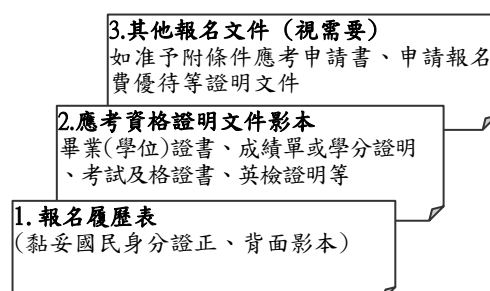 3.其他報名文件（視需要）
如准予附條件應考申請書、申請報名
費優待等證明文件
2.應考資格證明文件影本
畢業(學位)證書、成績單或學分證明
、考試及格證書、英檢證明等
1.報名履歷表
(黏妥國民身分證正、背面影本)